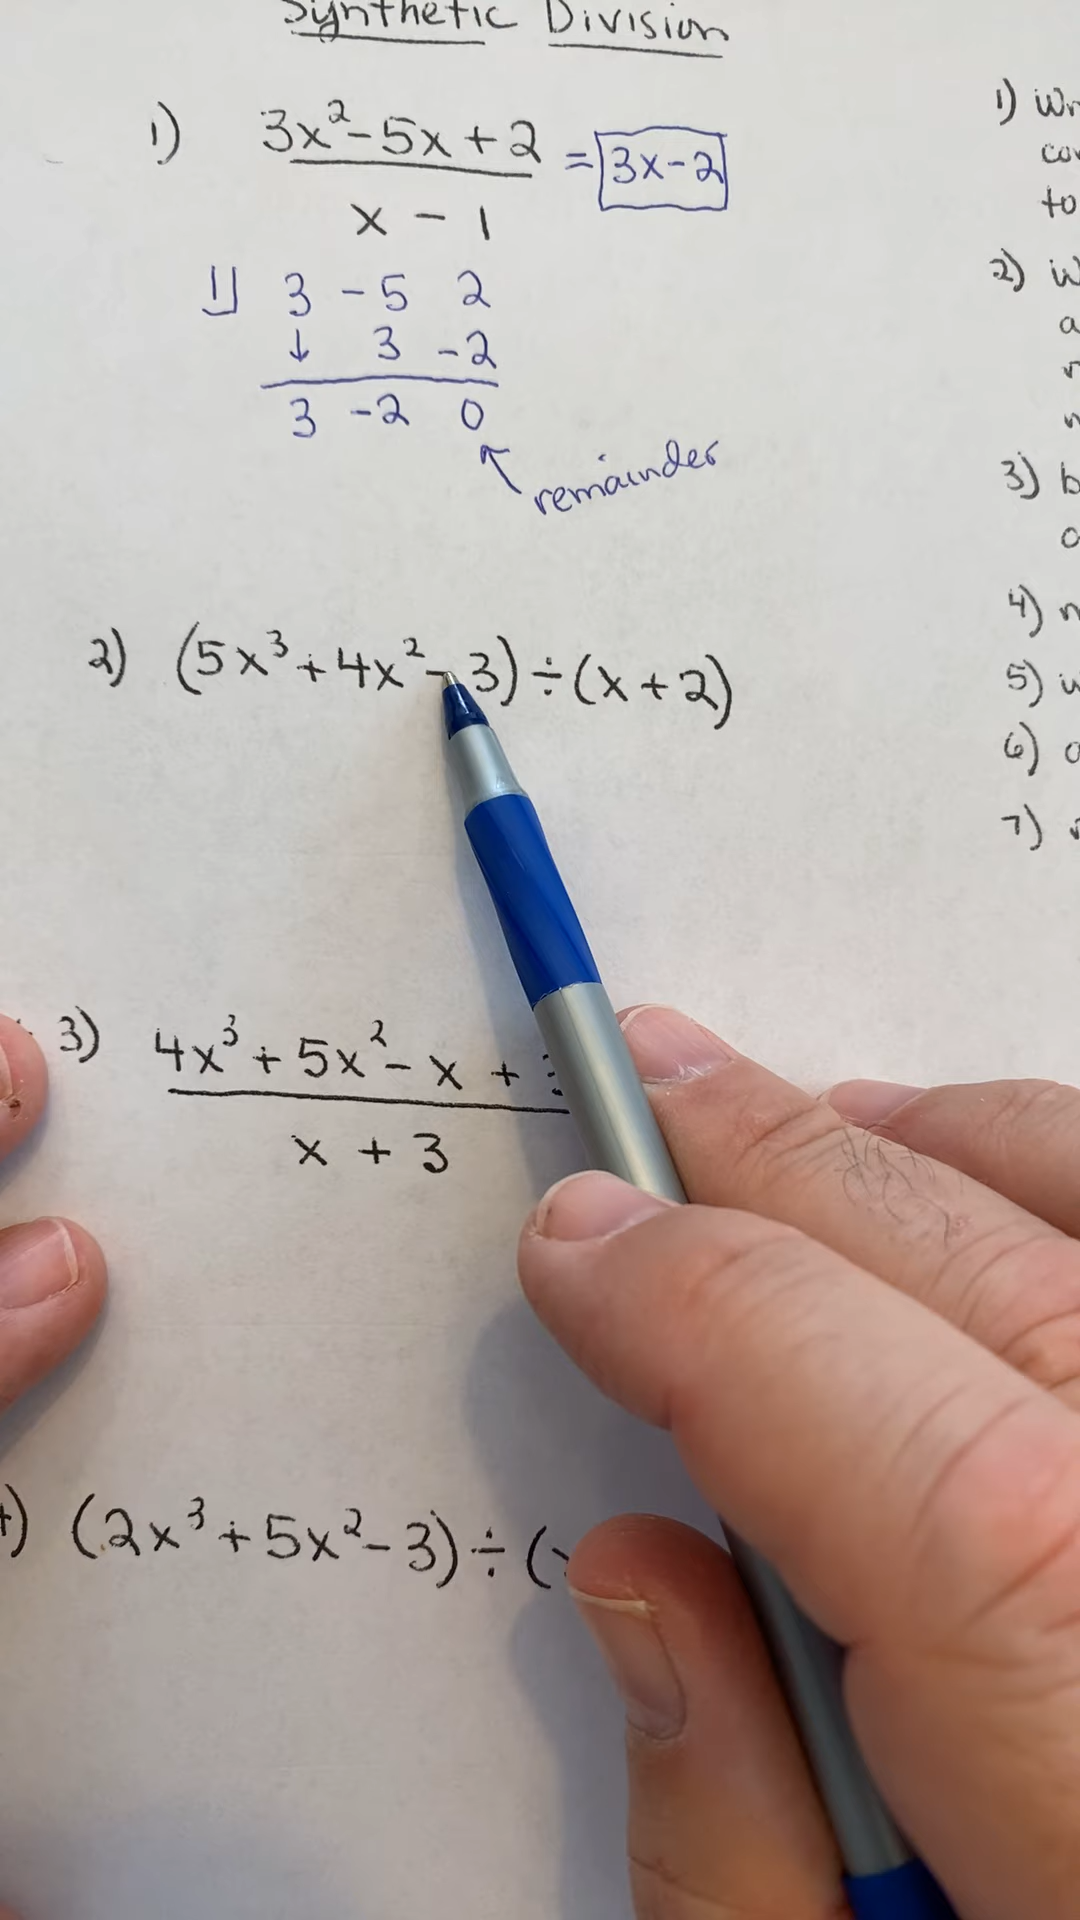 Synthetic Division
1) 3x²-5x+2 = 3x-2
x - 1
1 3 -5 2
↓ 3 -2
3 -2 0
remainder
2) (5x³+4x²-3)÷(x+2)
3) 4x³+5x²-x+
x+3
(2x³+5x²-3)÷(
1)
2)
3)
4)
5)
6)
7)
to